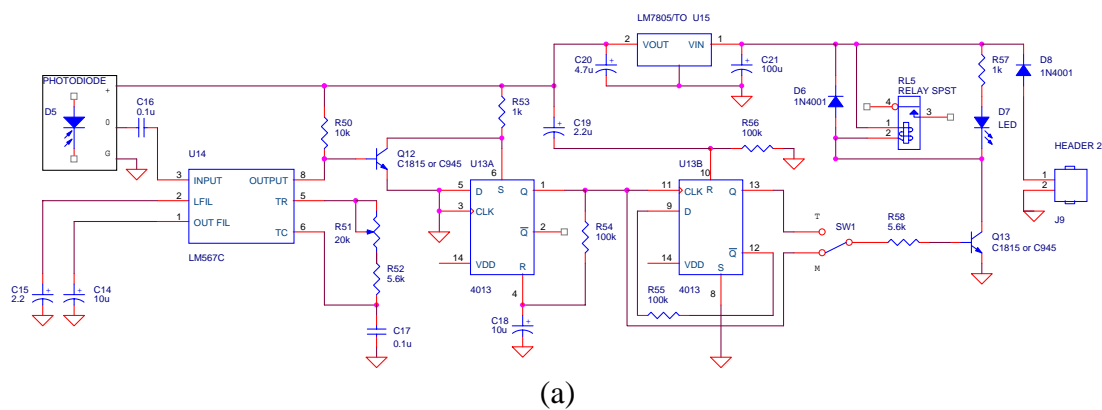 LM7805/TO U15
2 VOUT VIN 1
C20
4.7u
C21
100u
R57
1k
D8
1N4001
RL5
RELAY SPST
4
3
1
2
D6
1N4001
D7
LED
HEADER 2
1
2
J9
PHOTODIODE
+
D5
0
G
C16
0.1u
R50
10k
R53
1k
C19
2.2u
R56
100k
Q12
C1815 or C945
U14
3 INPUT OUTPUT 8
2 LFIL TR 5
1 OUT FIL
TC 6
LM567C
R51
20k
R52
5.6k
C15
2.2
C14
10u
C17
0.1u
U13A
6
S
5 D Q 1
3 CLK
Q 2
14 VDD
R
4013
4
C18
10u
R54
100k
U13B
10
R
11 CLK Q 13
9 D
Q 12
14 VDD
S
4013
8
R55
100k
T
SW1
M
R58
5.6k
Q13
C1815 or C945
(a)